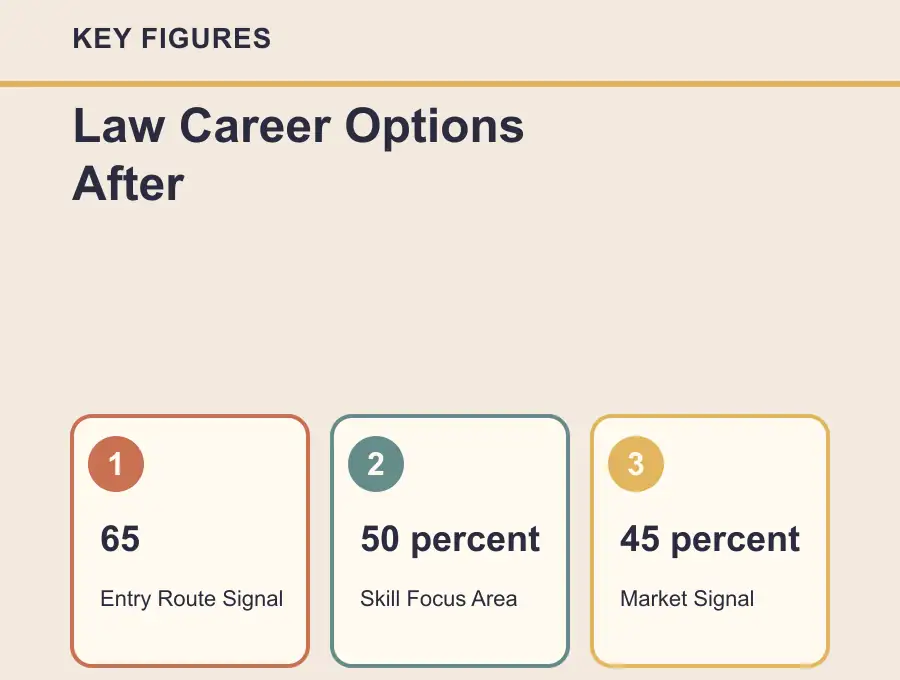 KEY FIGURES
Law Career Options
After
1
65
Entry Route Signal
2
50 percent
Skill Focus Area
3
45 percent
Market Signal